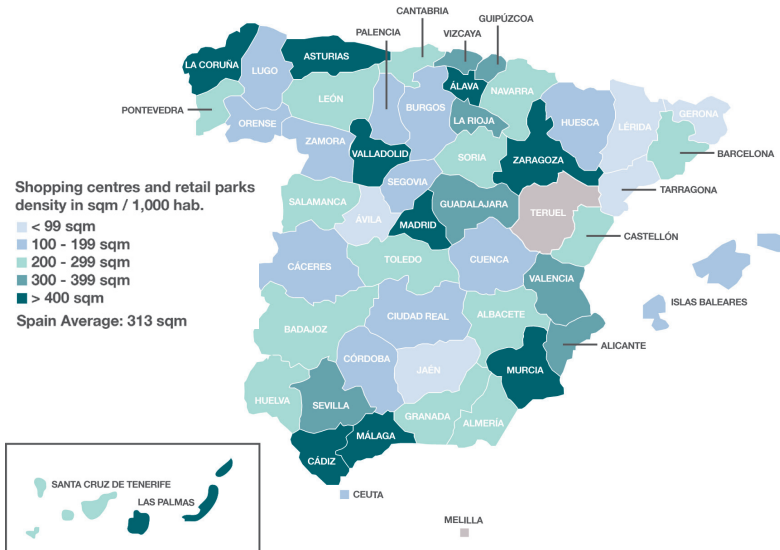 CANTABRIA
GUIPÚZCOA
PALENCIA
VIZCAYA
ASTURIAS
LA CORUÑA
LUGO
ÁLAVA
NAVARRA
LEÓN
PONTEVEDRA
BURGOS
LA RIOJA
HUESCA
GERONA
LÉRIDA
ORENSE
ZAMORA
VALLADOLID
SORIA
ZARAGOZA
BARCELONA
SEGOVIA
TARRAGONA
Shopping centres and retail parks
density in sqm / 1,000 hab.
< 99 sqm
100 - 199 sqm
200 - 299 sqm
300 - 399 sqm
> 400 sqm
Spain Average: 313 sqm
SALAMANCA
GUADALAJARA
TERUEL
ÁVILA
MADRID
CASTELLÓN
TOLEDO
CÁCERES
CUENCA
VALENCIA
ISLAS BALEARES
BADAJOZ
CIUDAD REAL
ALBACETE
ALICANTE
CÓRDOBA
JAÉN
MURCIA
HUELVA
SEVILLA
GRANADA
ALMERÍA
MÁLAGA
CÁDIZ
SANTA CRUZ DE TENERIFE
LAS PALMAS
CEUTA
MELILLA